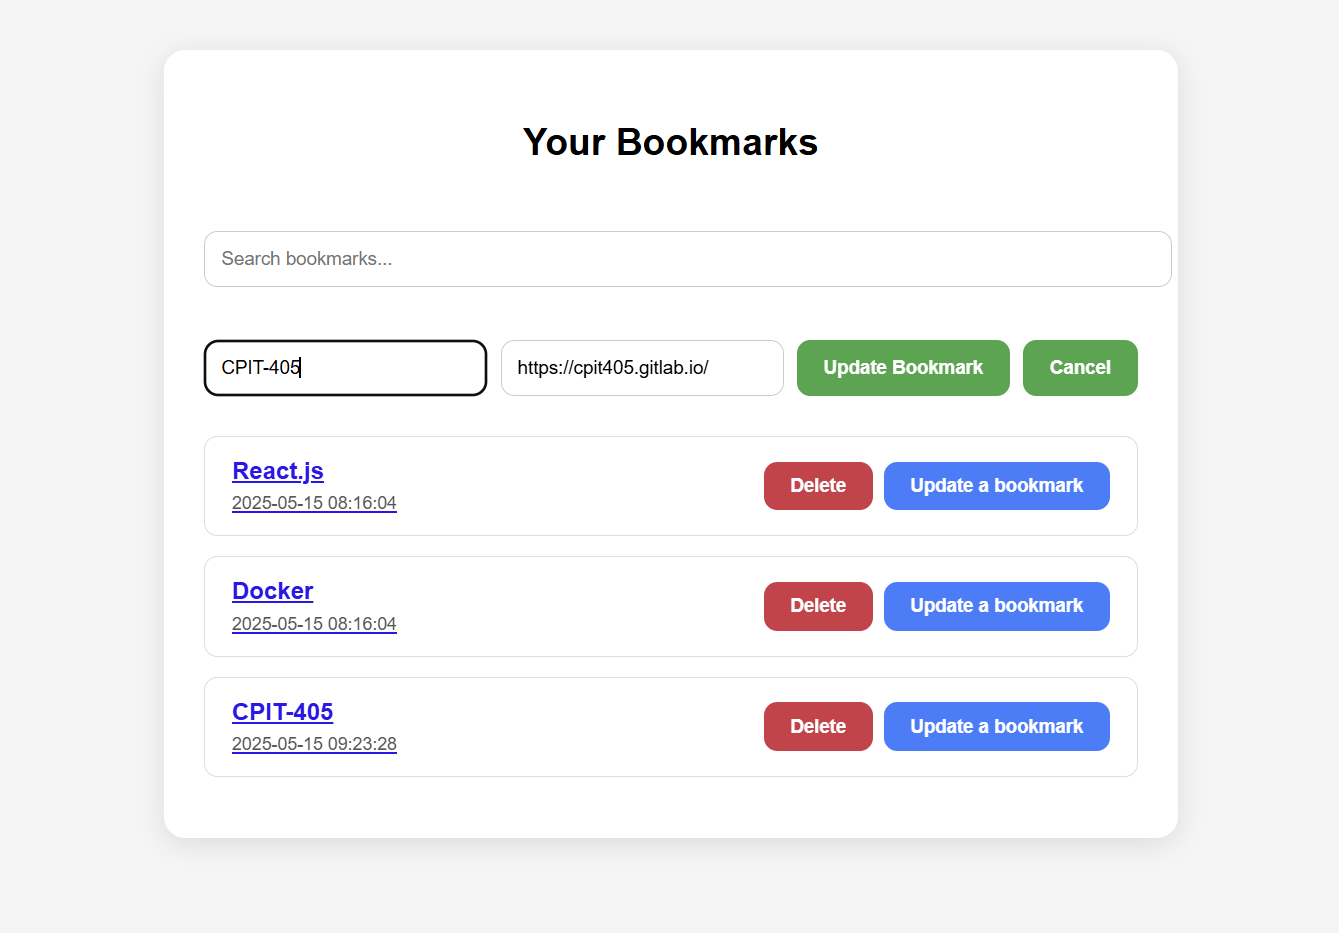 Your Bookmarks
Search bookmarks...
CPIT-405 https://cpit405.gitlab.io/ Update Bookmark Cancel
React.js
2025-05-15 08:16:04
Delete Update a bookmark
Docker
2025-05-15 08:16:04
Delete Update a bookmark
CPIT-405
2025-05-15 09:23:28
Delete Update a bookmark